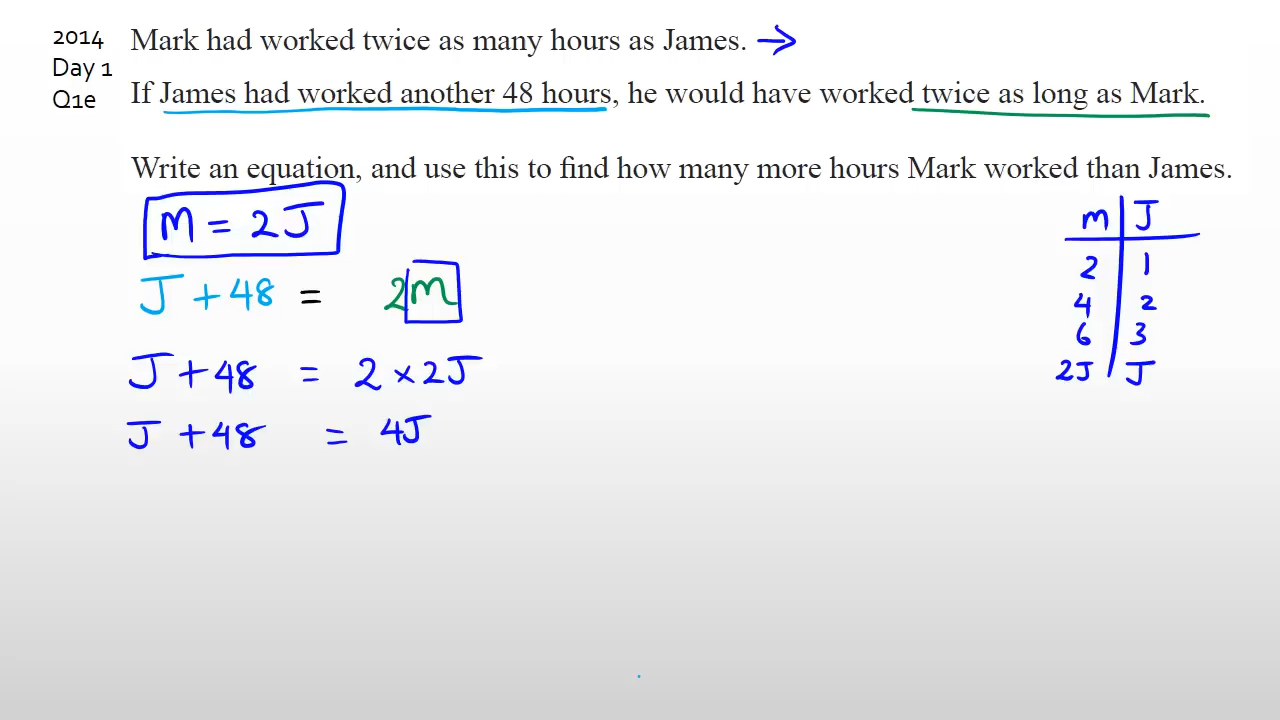 2014
Day 1
Q1e
Mark had worked twice as many hours as James. →
If James had worked another 48 hours, he would have worked twice as long as Mark.
Write an equation, and use this to find how many more hours Mark worked than James.
m = 2J
J + 48 = 2m
J + 48 = 2 × 2J
J + 48 = 4J
m J
2 1
4 2
6 3
2J J